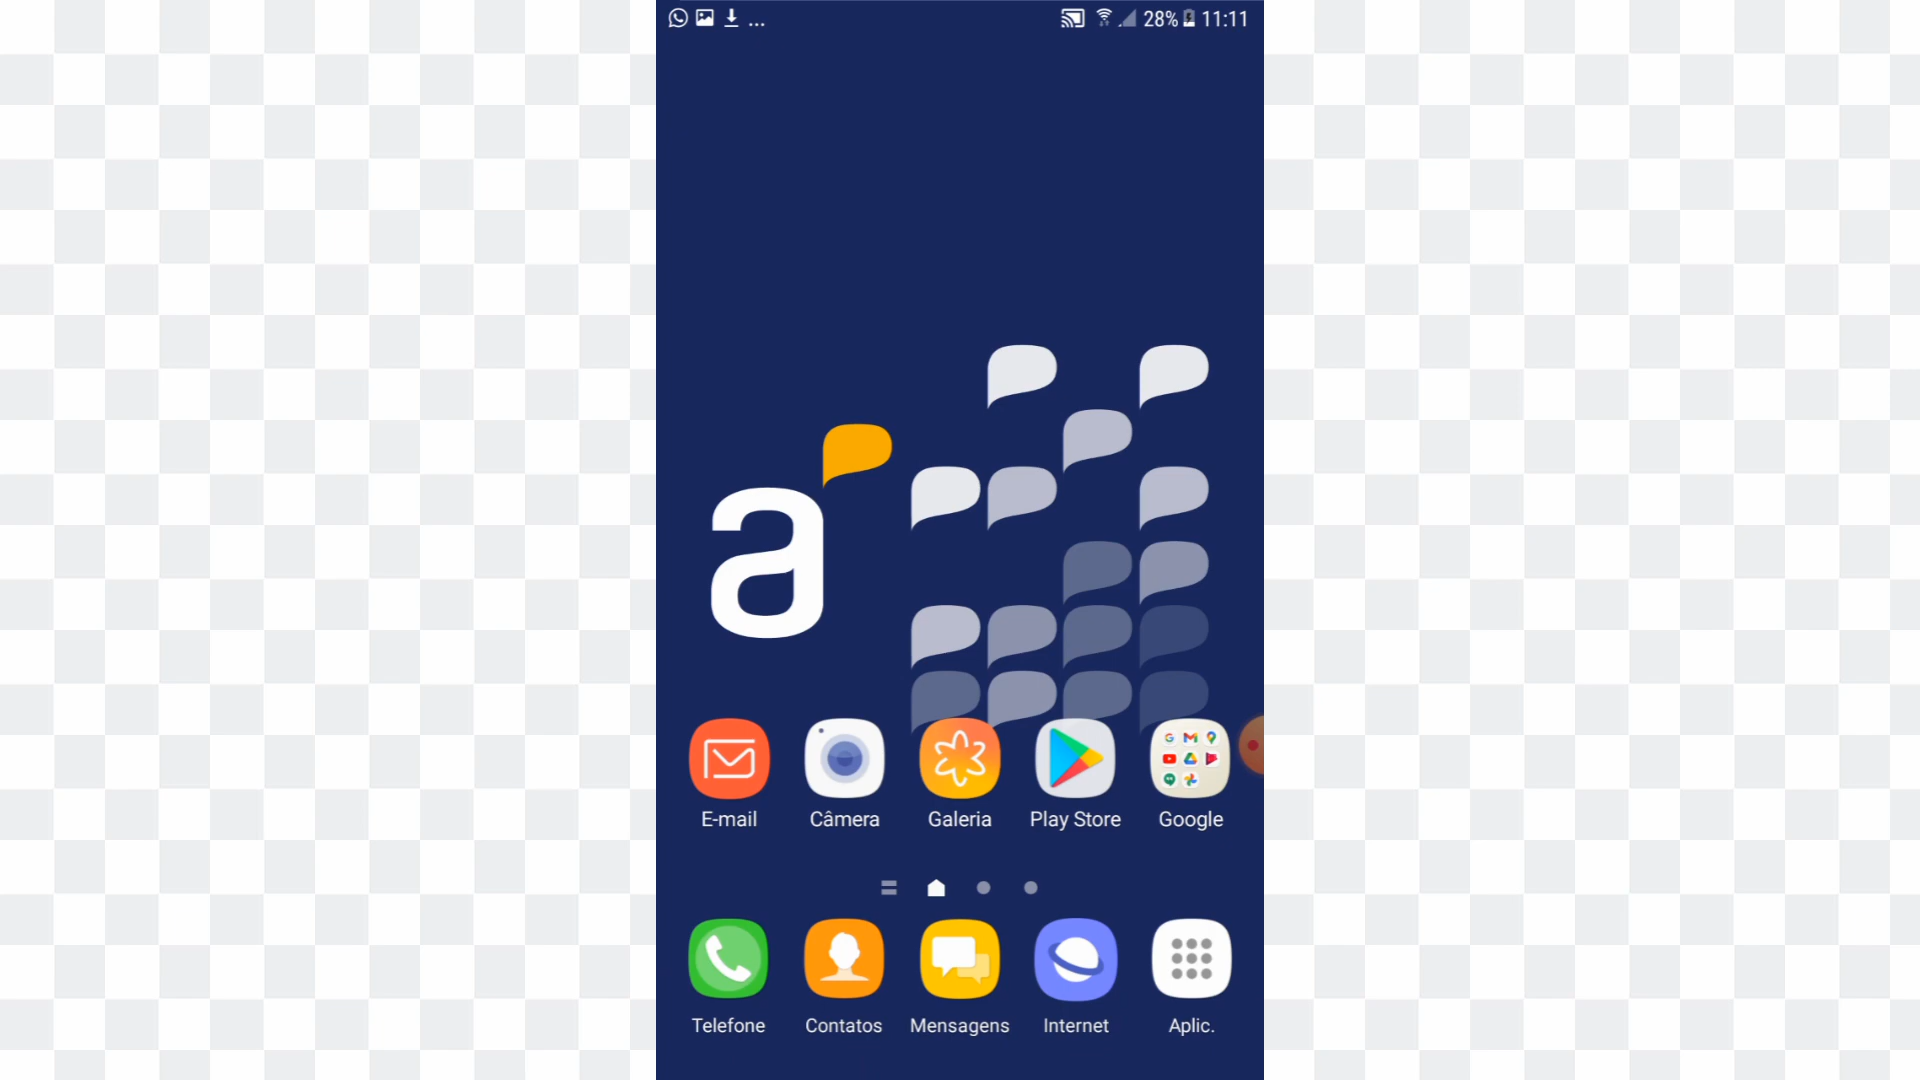 ... 28% 11:11
a
E-mail Câmera Galeria Play Store Google
Telefone Contatos Mensagens Internet Aplic.